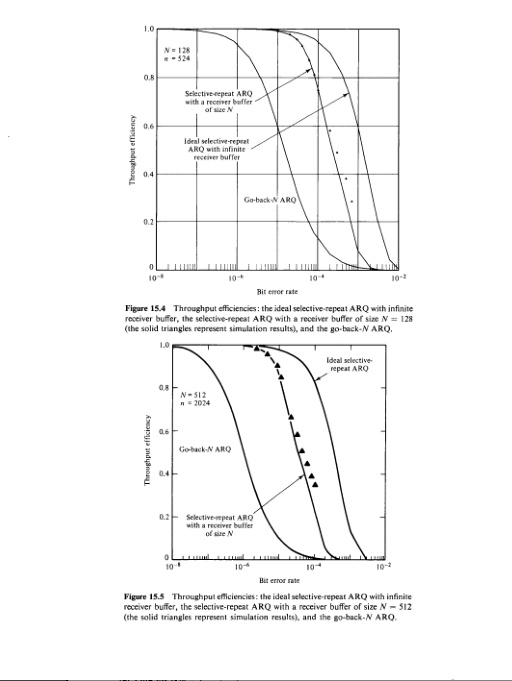 1.0
N = 128
n = 524
0.8
Selective-repeat ARQ
with a receiver buffer
of size N
0.6
Ideal selective-repeat
ARQ with infinite
receiver buffer
0.4
Go-back-N ARQ
0.2
0
Throughput efficiency
10-8 10-6 10-4 10-2
Bit error rate
Figure 15.4 Throughput efficiencies: the ideal selective-repeat ARQ with infinite
receiver buffer, the selective-repeat ARQ with a receiver buffer of size N = 128
(the solid triangles represent simulation results), and the go-back-N ARQ.
1.0
Ideal selective-
repeat ARQ
0.8
N = 512
n = 2024
0.6
Go-back-N ARQ
0.4
0.2
Selective-repeat ARQ
with a receiver buffer
of size N
0
Throughput efficiency
10-8 10-6 10-4 10-2
Bit error rate
Figure 15.5 Throughput efficiencies: the ideal selective-repeat ARQ with infinite
receiver buffer, the selective-repeat ARQ with a receiver buffer of size N = 512
(the solid triangles represent simulation results), and the go-back-N ARQ.